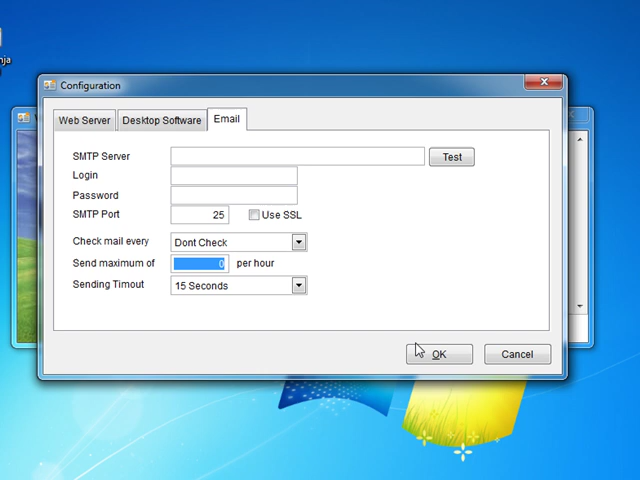 nja
Configuration
Web Server Desktop Software Email
SMTP Server Test
Login
Password
SMTP Port 25 Use SSL
Check mail every Dont Check
Send maximum of 0 per hour
Sending Timout 15 Seconds
OK Cancel